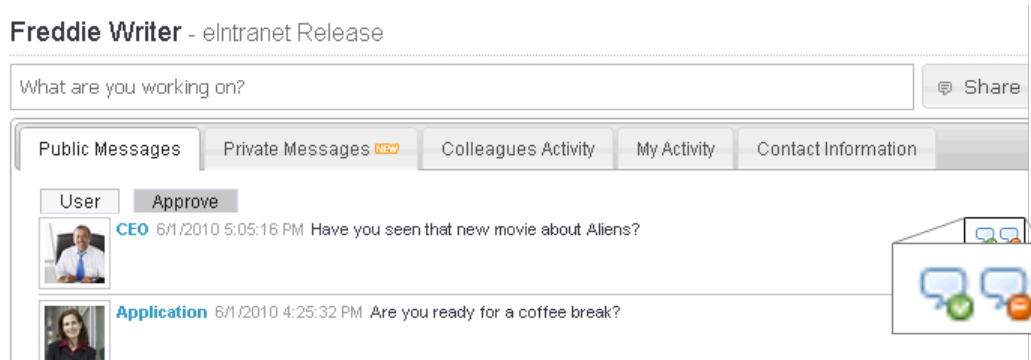 Freddie Writer - eIntranet Release
What are you working on? Share
Public Messages Private Messages NEW Colleagues Activity My Activity Contact Information
User Approve
CEO 6/1/2010 5:05:16 PM Have you seen that new movie about Aliens?
Application 6/1/2010 4:25:32 PM Are you ready for a coffee break?